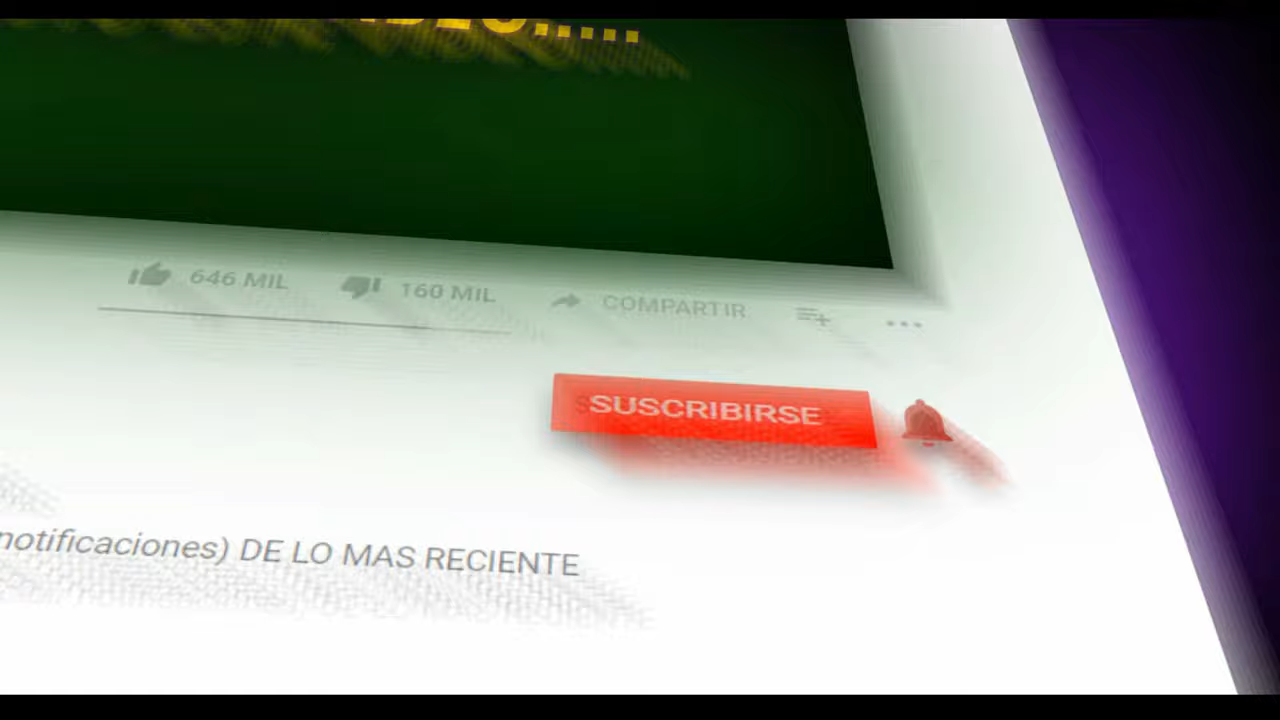 646 MIL 160 MIL COMPARTIR
SUSCRIBIRSE
notificaciones) DE LO MAS RECIENTE